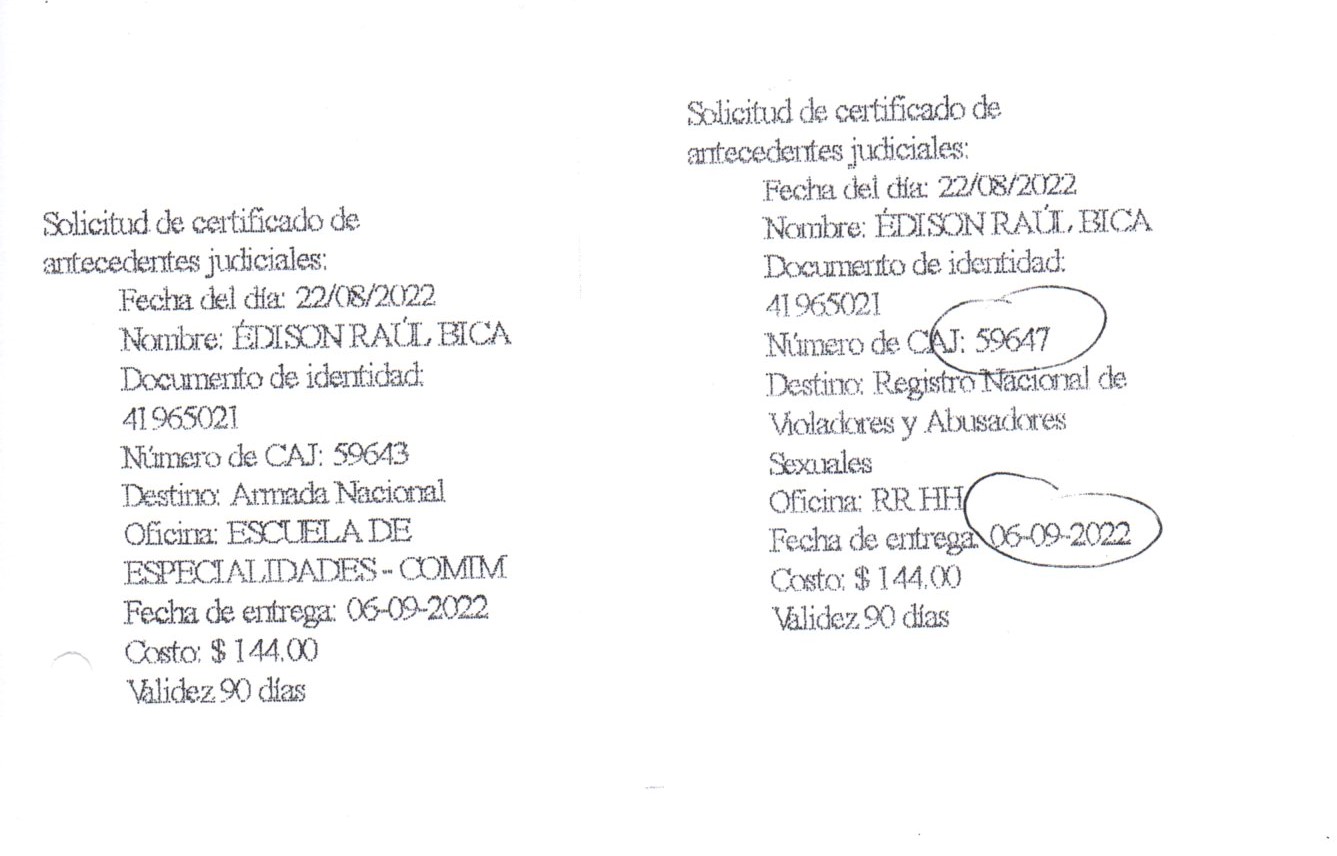 Solicitud de certificado de
antecedentes judiciales:
Fecha del día: 22/08/2022
Nombre: ÉDISON RAÚL BICA
Documento de identidad:
41965021
Número de CAJ: 59643
Destino: Armada Nacional
Oficina: ESCUELA DE
ESPECIALIDADES - COMIM
Fecha de entrega: 06-09-2022
Costo: $ 144.00
Validez 90 días
Solicitud de certificado de
antecedentes judiciales:
Fecha del día: 22/08/2022
Nombre: ÉDISON RAÚL BICA
Documento de identidad:
41965021
Número de CAJ: 59647
Destino: Registro Nacional de
Violadores y Abusadores
Sexuales
Oficina: RR HH
Fecha de entrega: 06-09-2022
Costo: $ 144.00
Validez 90 días